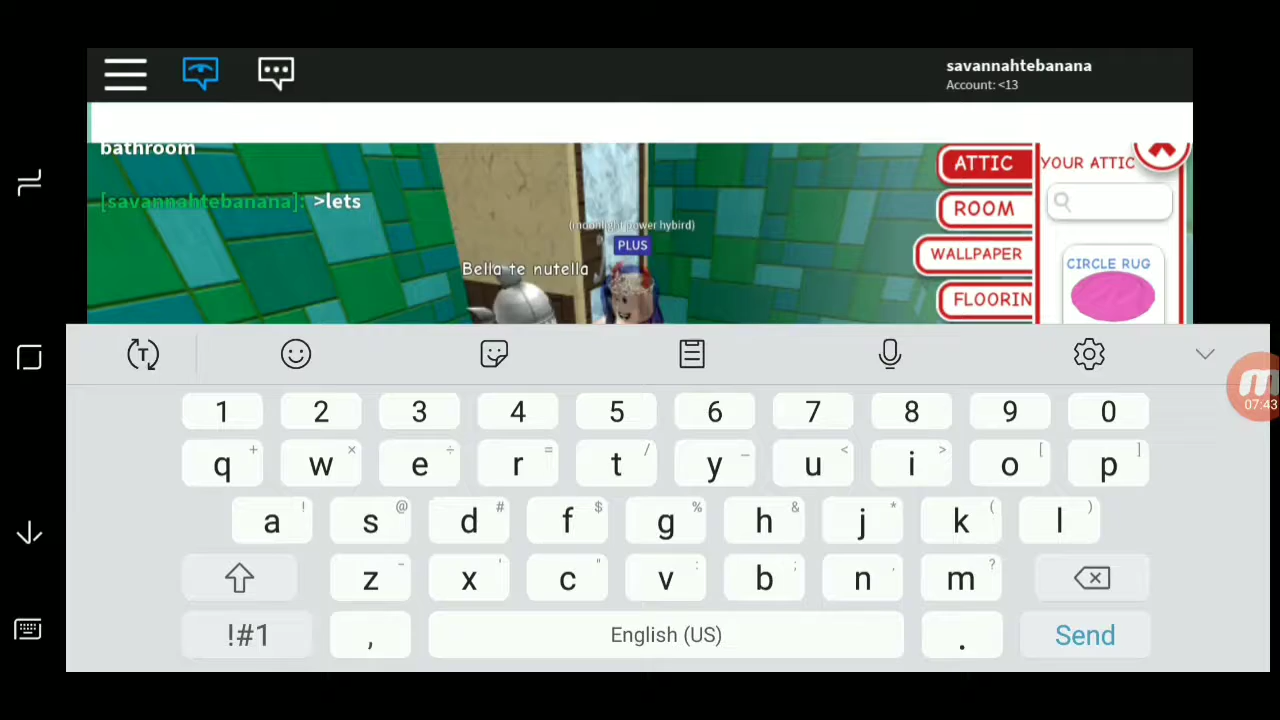 savannahtebanana
Account: <13
bathroom
[savannahtebanana]: >lets
(moonlight power hybird)
PLUS
Bella te nutella
ATTIC
ROOM
WALLPAPER
FLOORIN
YOUR ATTIC
CIRCLE RUG
07:43
1 2 3 4 5 6 7 8 9 0
q + w × e ÷ r = t / y _ u < i > o [ p ]
a ! s @ d # f $ g % h & j * k ( l )
z - x ' c " v : b ; n , m ?
!#1 , English (US) . Send